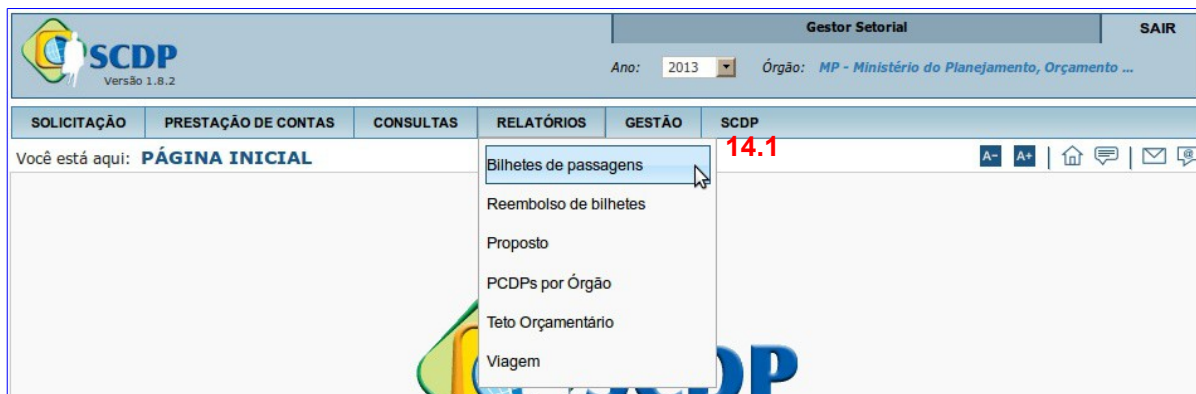 Gestor Setorial SAIR
SCDP
Versão 1.8.2
Ano: 2013 Órgão: MP - Ministério do Planejamento, Orçamento ...
SOLICITAÇÃO PRESTAÇÃO DE CONTAS CONSULTAS RELATÓRIOS GESTÃO SCDP
14.1
Você está aqui: PÁGINA INICIAL A- A+
Bilhetes de passagens
Reembolso de bilhetes
Proposto
PCDPs por Órgão
Teto Orçamentário
Viagem